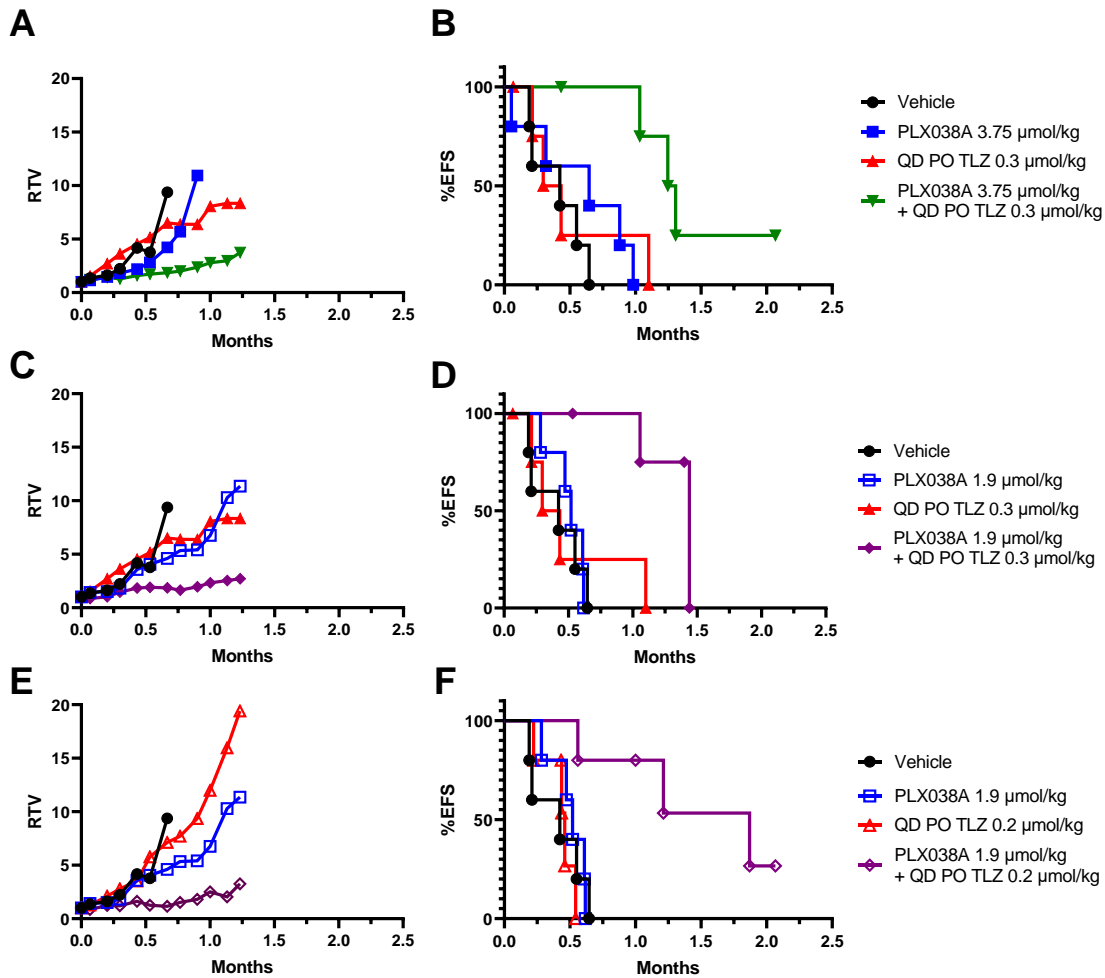 A
RTV
20
15
10
5
0
0.0 0.5 1.0 1.5 2.0 2.5
Months
B
%EFS
100
50
0
0.0 0.5 1.0 1.5 2.0 2.5
Months
Vehicle
PLX038A 3.75 µmol/kg
QD PO TLZ 0.3 µmol/kg
PLX038A 3.75 µmol/kg
+ QD PO TLZ 0.3 µmol/kg
C
RTV
20
15
10
5
0
0.0 0.5 1.0 1.5 2.0 2.5
Months
D
%EFS
100
50
0
0.0 0.5 1.0 1.5 2.0 2.5
Months
Vehicle
PLX038A 1.9 µmol/kg
QD PO TLZ 0.3 µmol/kg
PLX038A 1.9 µmol/kg
+ QD PO TLZ 0.3 µmol/kg
E
RTV
20
15
10
5
0
0.0 0.5 1.0 1.5 2.0 2.5
Months
F
%EFS
100
50
0
0.0 0.5 1.0 1.5 2.0 2.5
Months
Vehicle
PLX038A 1.9 µmol/kg
QD PO TLZ 0.2 µmol/kg
PLX038A 1.9 µmol/kg
+ QD PO TLZ 0.2 µmol/kg